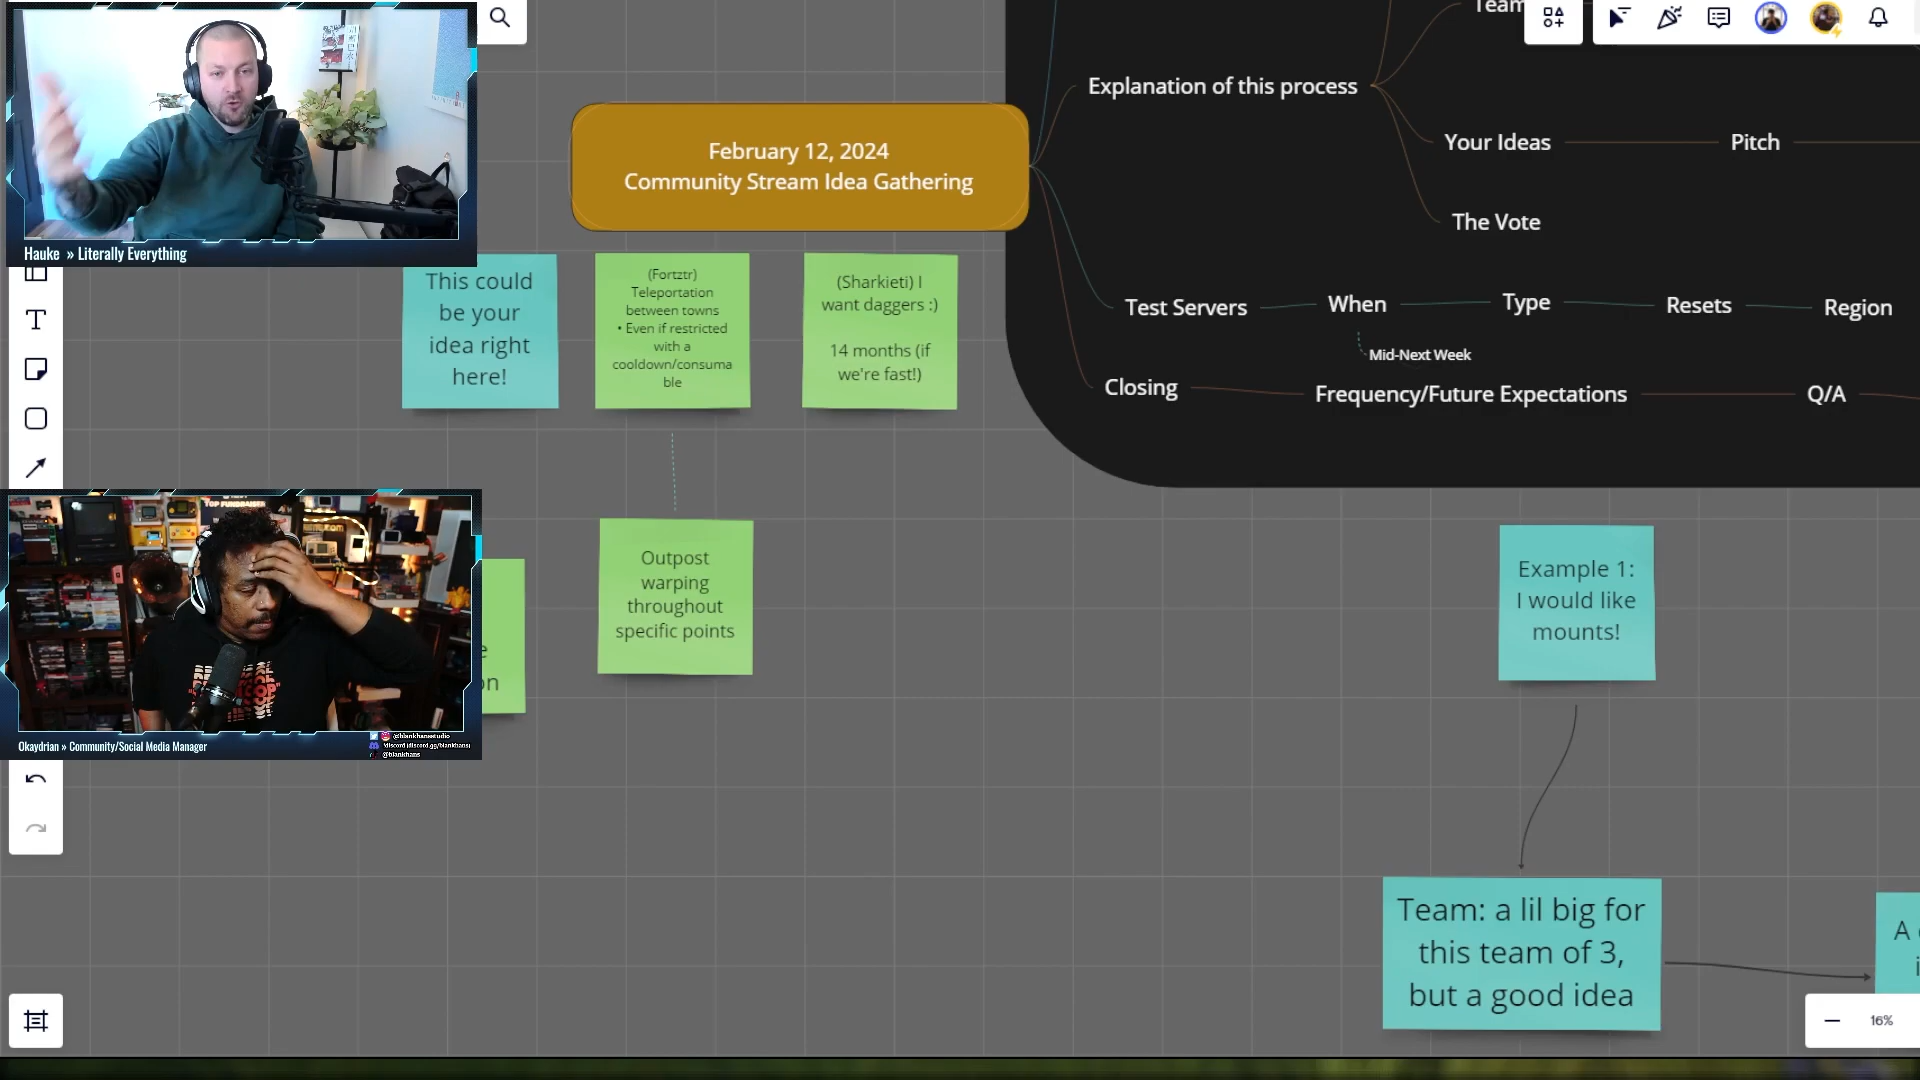 Hauke » Literally Everything
February 12, 2024
Community Stream Idea Gathering
Explanation of this process
Team
Your Ideas
Pitch
The Vote
Test Servers
When
Type
Resets
Region
Mid-Next Week
Closing
Frequency/Future Expectations
Q/A
This could
be your
idea right
here!
(Fortztr)
Teleportation
between towns
• Even if restricted
with a
cooldown/consuma
ble
(Sharkieti) I
want daggers :)
14 months (if
we're fast!)
Outpost
warping
throughout
specific points
Example 1:
I would like
mounts!
Team: a lil big for
this team of 3,
but a good idea
Okaydrian » Community/Social Media Manager
@blankhansstudio
@blankhans
TOP FUNDRAISER
16%